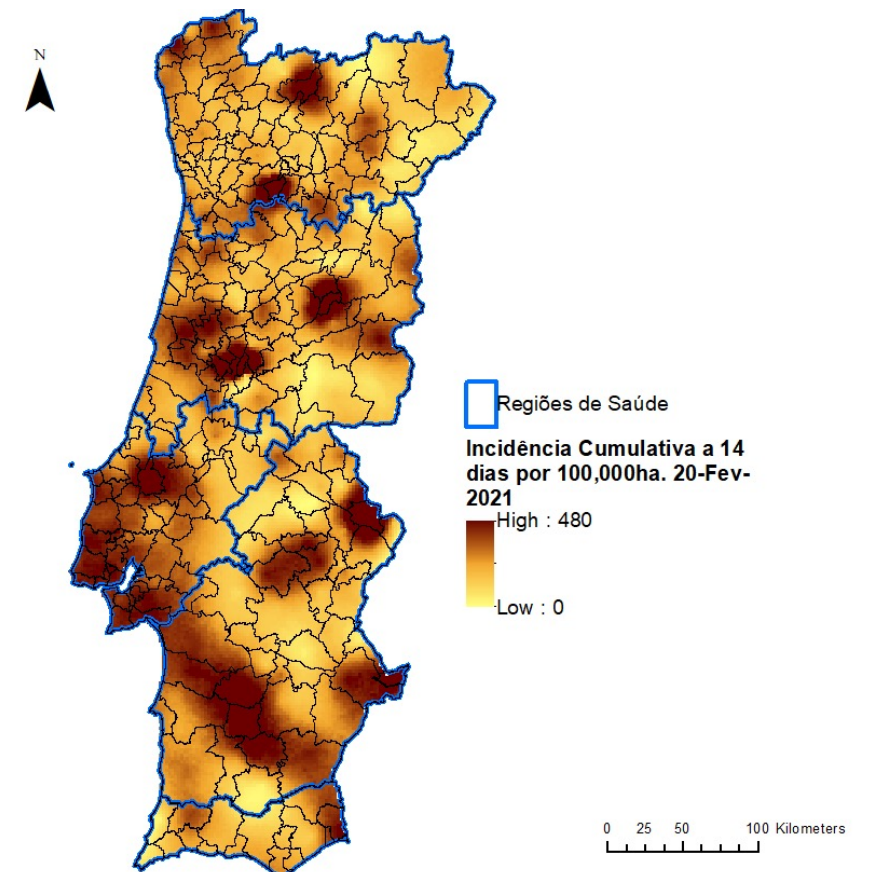 N
Regiões de Saúde
Incidência Cumulativa a 14
dias por 100,000ha. 20-Fev-
2021
High : 480
Low : 0
0 25 50 100 Kilometers